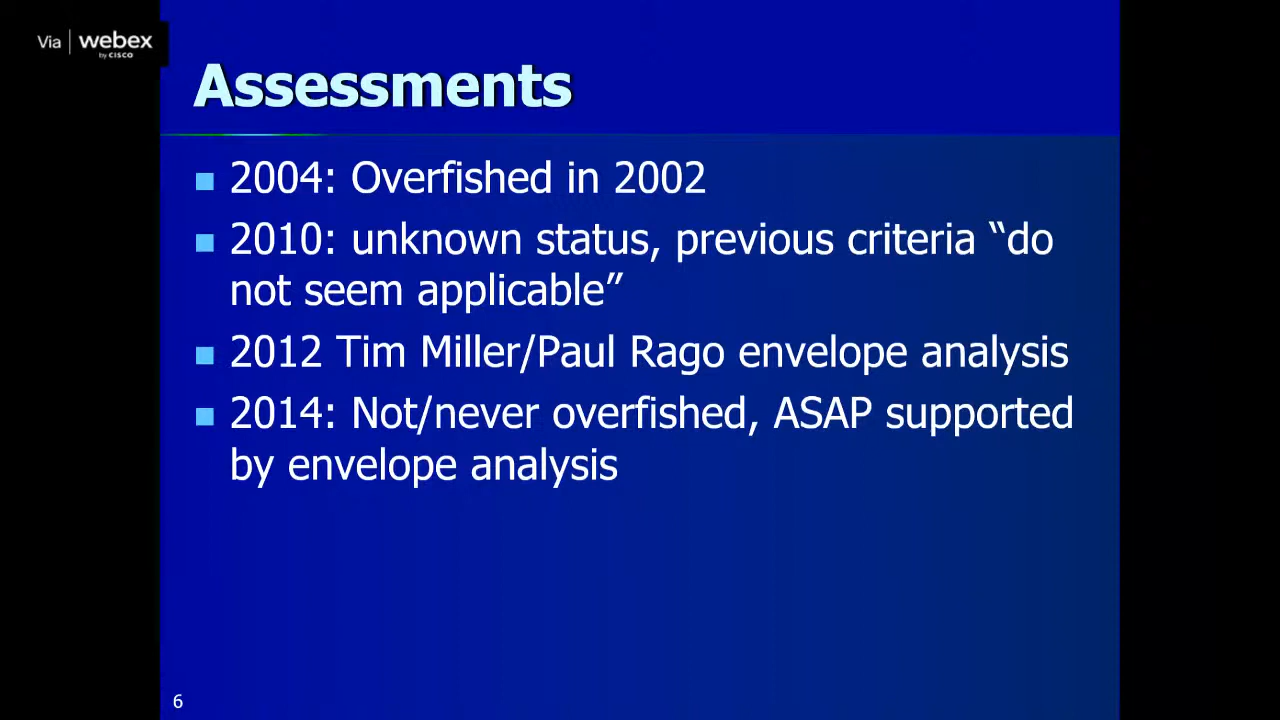 Via | webex
by CISCO
Assessments
2004: Overfished in 2002
2010: unknown status, previous criteria “do
not seem applicable”
2012 Tim Miller/Paul Rago envelope analysis
2014: Not/never overfished, ASAP supported
by envelope analysis
6